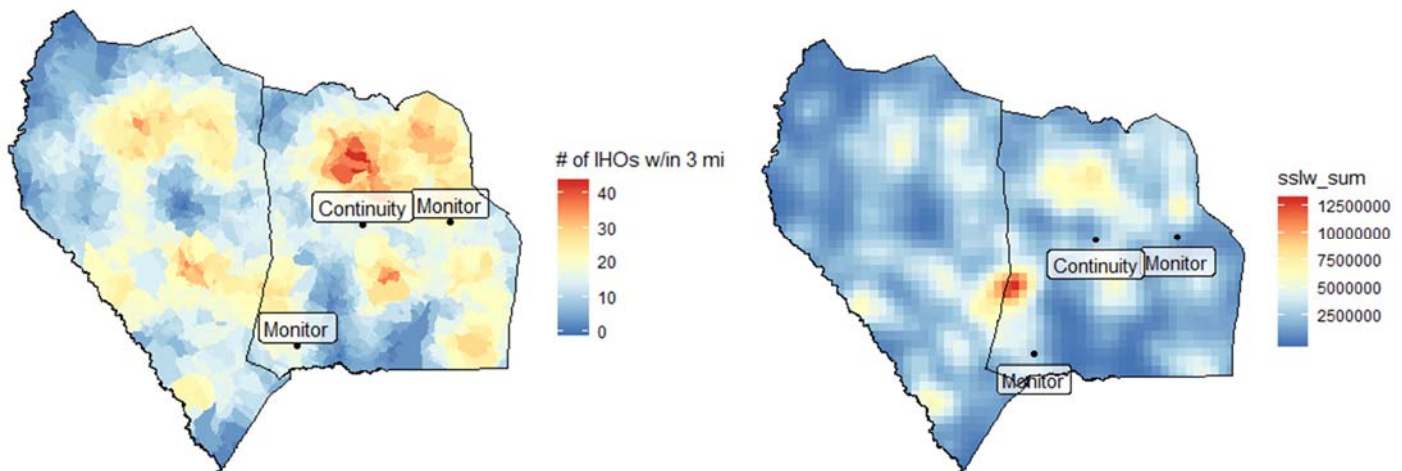 # of IHOs w/in 3 mi
40
30
20
10
0
Continuity
Monitor
Monitor
sslw_sum
12500000
10000000
7500000
5000000
2500000
Continuity
Monitor
Monitor